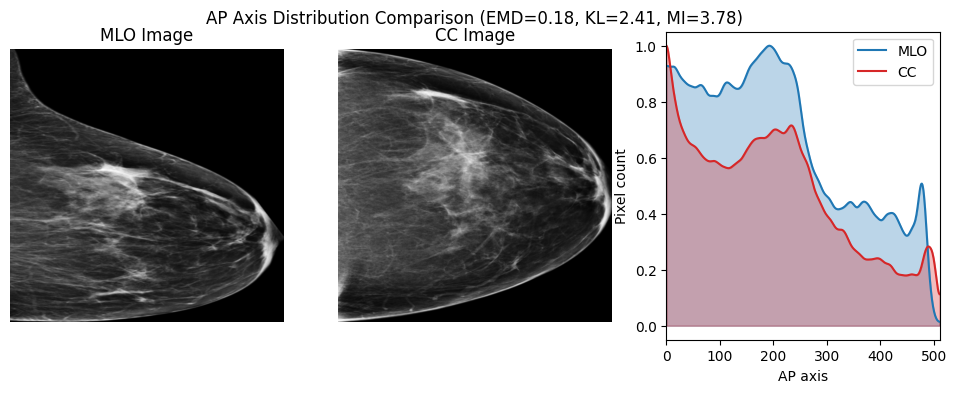 AP Axis Distribution Comparison (EMD=0.18, KL=2.41, MI=3.78)
MLO Image
CC Image
MLO
CC
Pixel count
1.0
0.8
0.6
0.4
0.2
0.0
0 100 200 300 400 500
AP axis